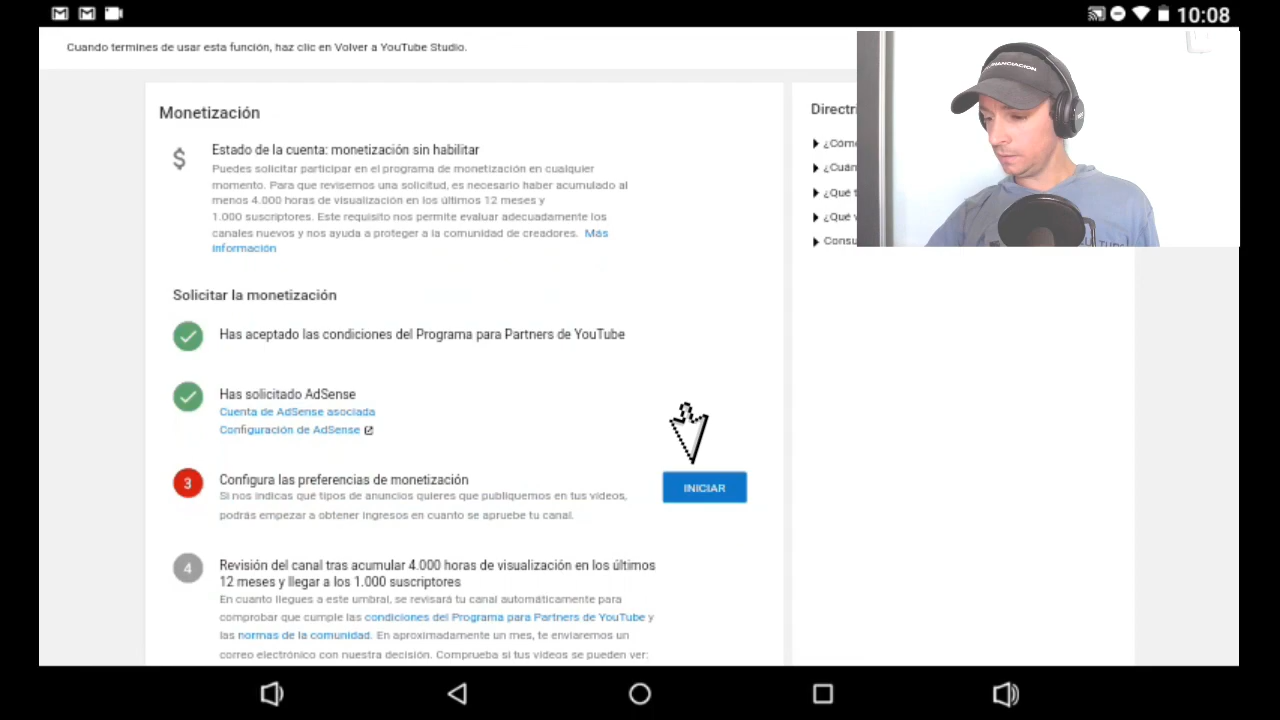 10:08
Cuando termines de usar esta función, haz clic en Volver a YouTube Studio.
Monetización
$
Estado de la cuenta: monetización sin habilitar
Puedes solicitar participar en el programa de monetización en cualquier
momento. Para que revisemos una solicitud, es necesario haber acumulado al
menos 4.000 horas de visualización en los últimos 12 meses y
1.000 suscriptores. Este requisito nos permite evaluar adecuadamente los
canales nuevos y nos ayuda a proteger a la comunidad de creadores. Más
información
Solicitar la monetización
Has aceptado las condiciones del Programa para Partners de YouTube
Has solicitado AdSense
Cuenta de AdSense asociada
Configuración de AdSense
3
Configura las preferencias de monetización
Si nos indicas qué tipos de anuncios quieres que publiquemos en tus vídeos,
podrás empezar a obtener ingresos en cuanto se apruebe tu canal.
INICIAR
4
Revisión del canal tras acumular 4.000 horas de visualización en los últimos
12 meses y llegar a los 1.000 suscriptores
En cuanto llegues a este umbral, se revisará tu canal automáticamente para
comprobar que cumple las condiciones del Programa para Partners de YouTube y
las normas de la comunidad. En aproximadamente un mes, te enviaremos un
correo electrónico con nuestra decisión. Comprueba si tus vídeos se pueden ver:
Directri
¿Cómo
¿Cuán
¿Qué t
¿Qué v
Consu